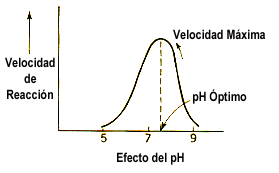 Velocidad Máxima
Velocidad
de
Reacción
pH Óptimo
5 7 9
Efecto del pH